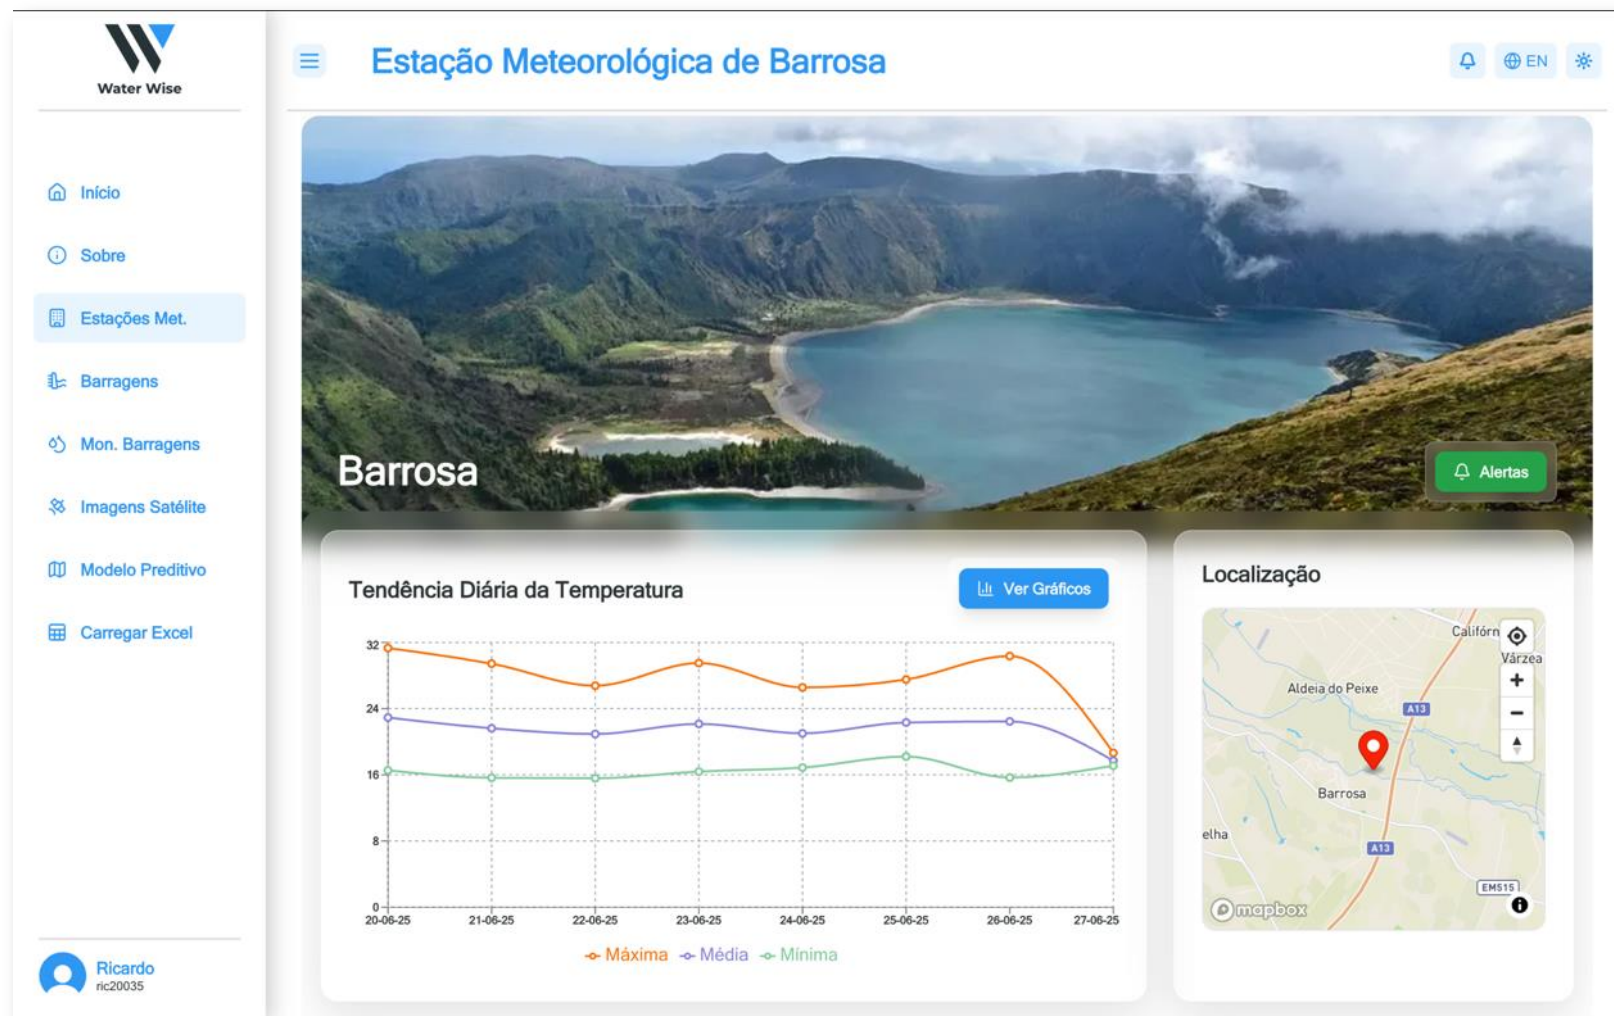 Water Wise
Estação Meteorológica de Barrosa
EN
Início
Sobre
Estações Met.
Barragens
Mon. Barragens
Imagens Satélite
Modelo Preditivo
Carregar Excel
Ricardo
ric20035
Barrosa
Alertas
Tendência Diária da Temperatura
Ver Gráficos
32
24
16
8
0
20-06-25 21-06-25 22-06-25 23-06-25 24-06-25 25-06-25 26-06-25 27-06-25
Máxima Média Mínima
Localização
Califórn
Várzea
Aldeia do Peixe
A13
Barrosa
elha
A13
EM515
mapbox